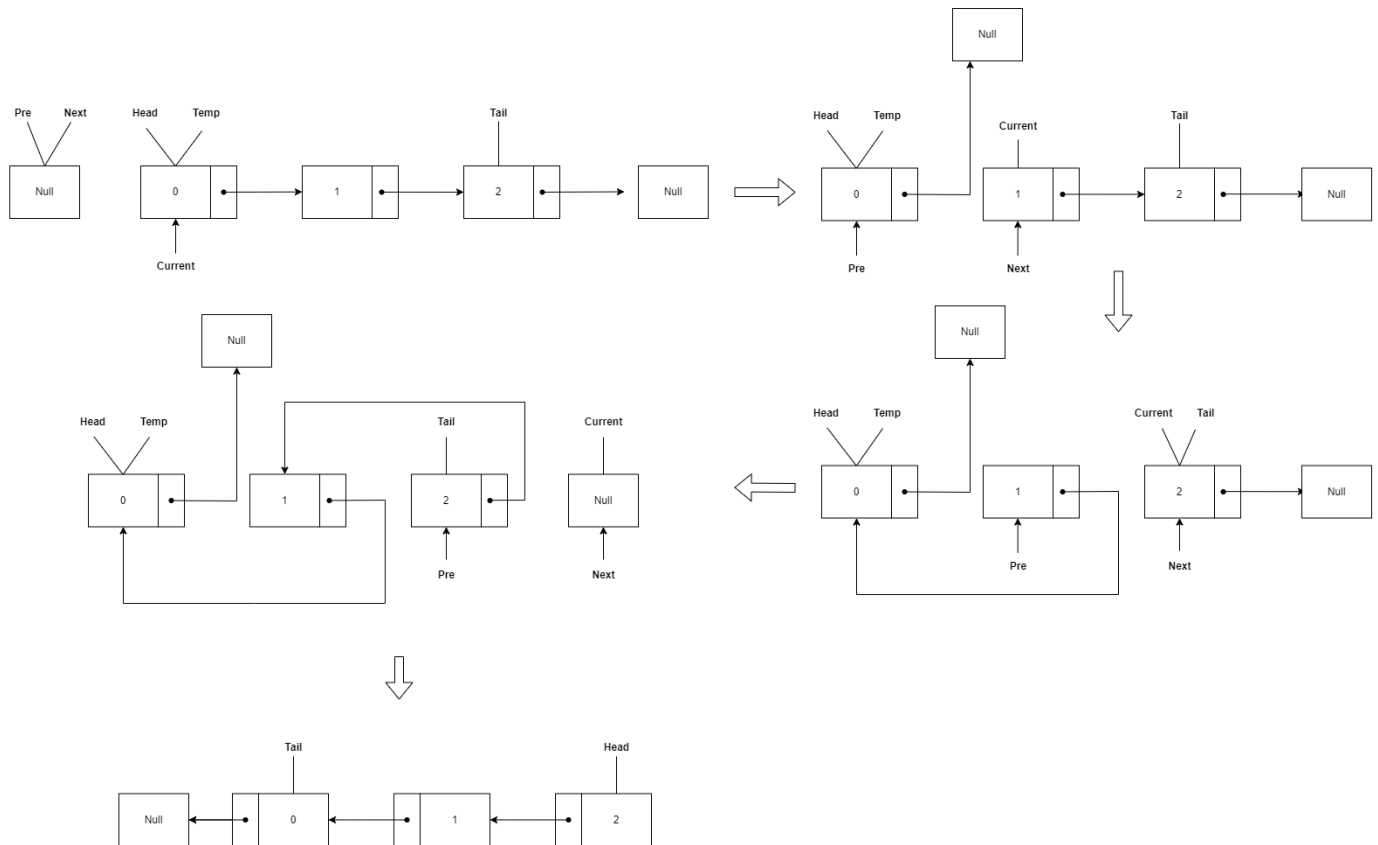 Null
Pre Next Head Temp Tail
Null 0 1 2 Null
Current
Head Temp Current Tail
0 1 2 Null
Pre Next
Null
Head Temp Current Tail
0 1 2 Null
Pre Next
Null
Head Temp Tail Current
0 1 2 Null
Pre Next
Tail Head
Null 0 1 2